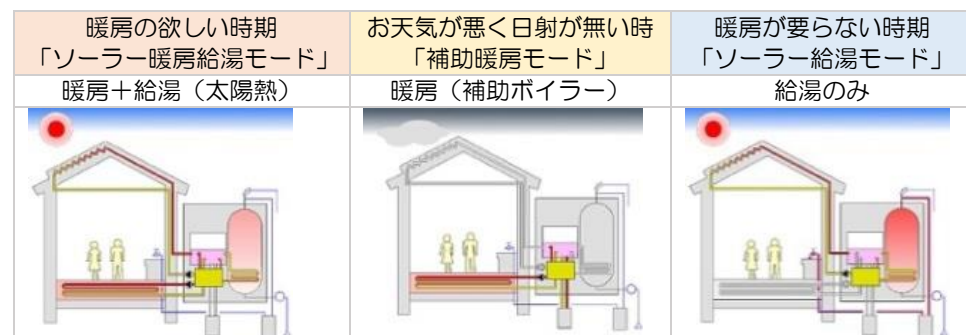 暖房の欲しい時期
「ソーラー暖房給湯モード」
お天気が悪く日射が無い時
「補助暖房モード」
暖房が要らない時期
「ソーラー給湯モード」
暖房＋給湯（太陽熱）
暖房（補助ボイラー）
給湯のみ